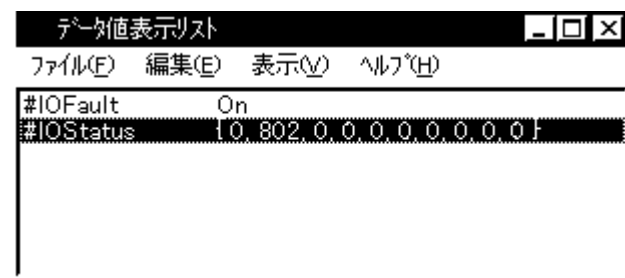 データ値表示リスト
ファイル(F) 編集(E) 表示(V) ヘルプ(H)
#IOFault On
#IOStatus {0, 802, 0, 0, 0, 0, 0, 0, 0, 0}